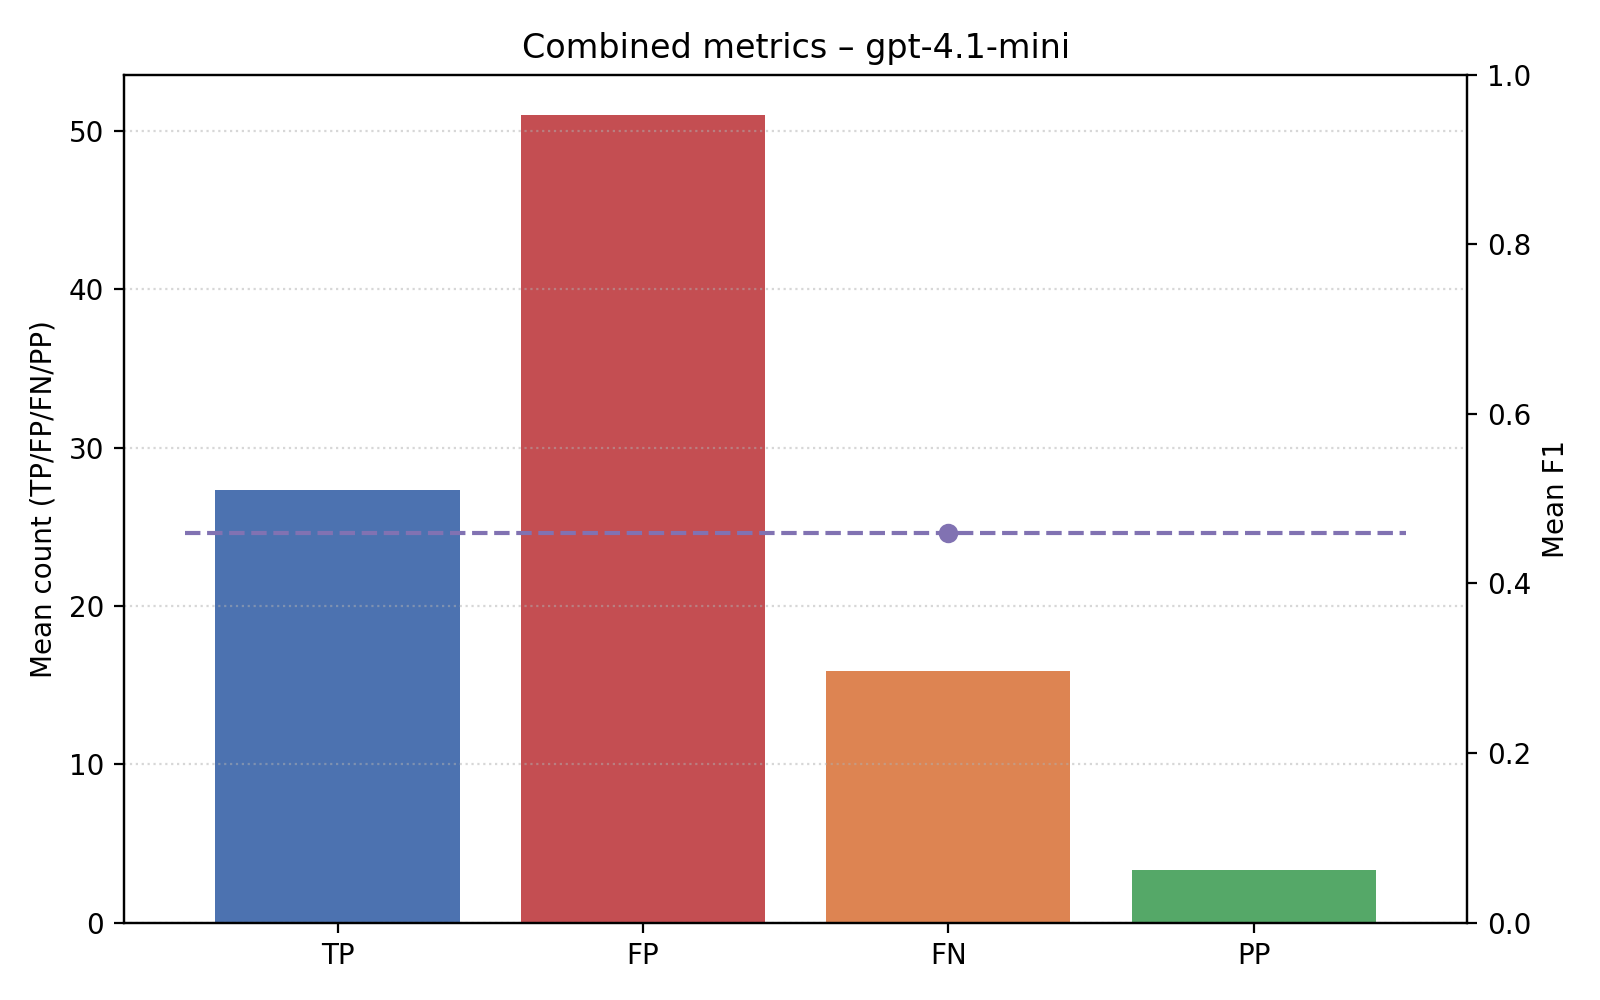 Combined metrics – gpt-4.1-mini
Mean count (TP/FP/FN/PP)
50
40
30
20
10
0
TP
FP
FN
PP
1.0
0.8
0.6
0.4
0.2
0.0
Mean F1